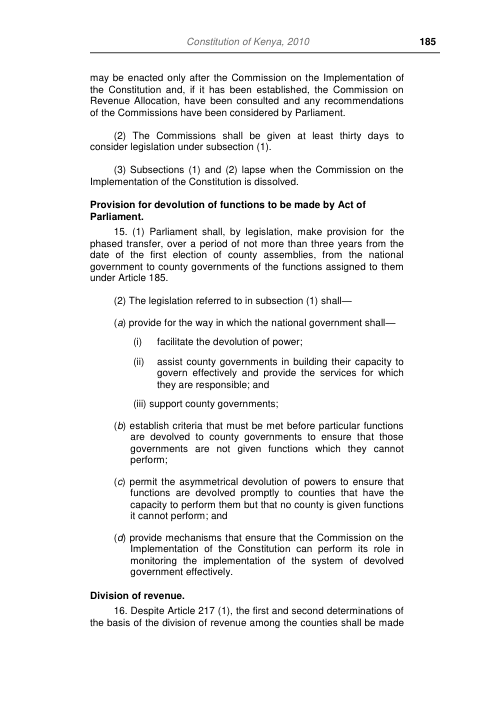 Constitution of Kenya, 2010 185
may be enacted only after the Commission on the Implementation of
the Constitution and, if it has been established, the Commission on
Revenue Allocation, have been consulted and any recommendations
of the Commissions have been considered by Parliament.
(2) The Commissions shall be given at least thirty days to
consider legislation under subsection (1).
(3) Subsections (1) and (2) lapse when the Commission on the
Implementation of the Constitution is dissolved.
Provision for devolution of functions to be made by Act of
Parliament.
15. (1) Parliament shall, by legislation, make provision for the
phased transfer, over a period of not more than three years from the
date of the first election of county assemblies, from the national
government to county governments of the functions assigned to them
under Article 185.
(2) The legislation referred to in subsection (1) shall—
(a) provide for the way in which the national government shall—
(i) facilitate the devolution of power;
(ii) assist county governments in building their capacity to
govern effectively and provide the services for which
they are responsible; and
(iii) support county governments;
(b) establish criteria that must be met before particular functions
are devolved to county governments to ensure that those
governments are not given functions which they cannot
perform;
(c) permit the asymmetrical devolution of powers to ensure that
functions are devolved promptly to counties that have the
capacity to perform them but that no county is given functions
it cannot perform; and
(d) provide mechanisms that ensure that the Commission on the
Implementation of the Constitution can perform its role in
monitoring the implementation of the system of devolved
government effectively.
Division of revenue.
16. Despite Article 217 (1), the first and second determinations of
the basis of the division of revenue among the counties shall be made